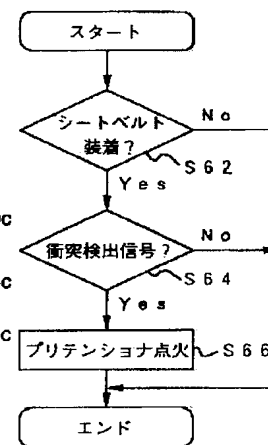 スタート
シートベルト
装着?
No
S62
Yes
衝突検出信号?
No
S64
Yes
プリテンショナ点火
S66
エンド